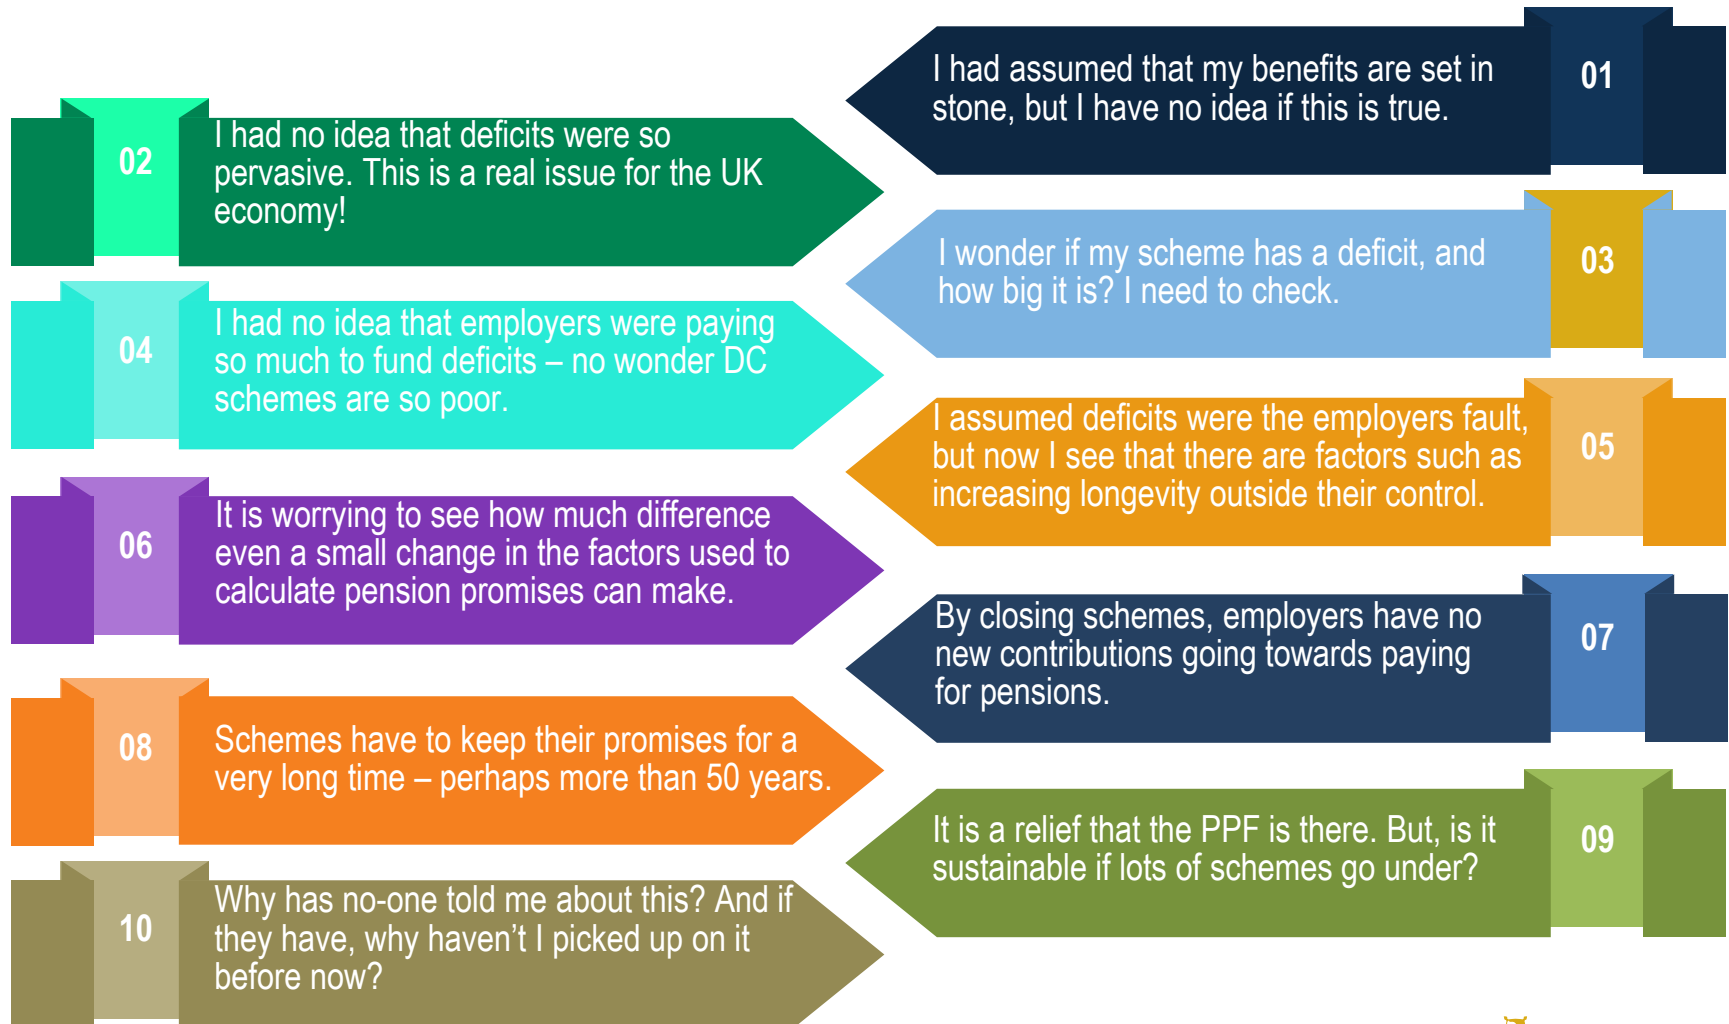 01
I had assumed that my benefits are set in
stone, but I have no idea if this is true.
02
I had no idea that deficits were so
pervasive. This is a real issue for the UK
economy!
03
I wonder if my scheme has a deficit, and
how big it is? I need to check.
04
I had no idea that employers were paying
so much to fund deficits – no wonder DC
schemes are so poor.
05
I assumed deficits were the employers fault,
but now I see that there are factors such as
increasing longevity outside their control.
06
It is worrying to see how much difference
even a small change in the factors used to
calculate pension promises can make.
07
By closing schemes, employers have no
new contributions going towards paying
for pensions.
08
Schemes have to keep their promises for a
very long time – perhaps more than 50 years.
09
It is a relief that the PPF is there. But, is it
sustainable if lots of schemes go under?
10
Why has no-one told me about this? And if
they have, why haven’t I picked up on it
before now?